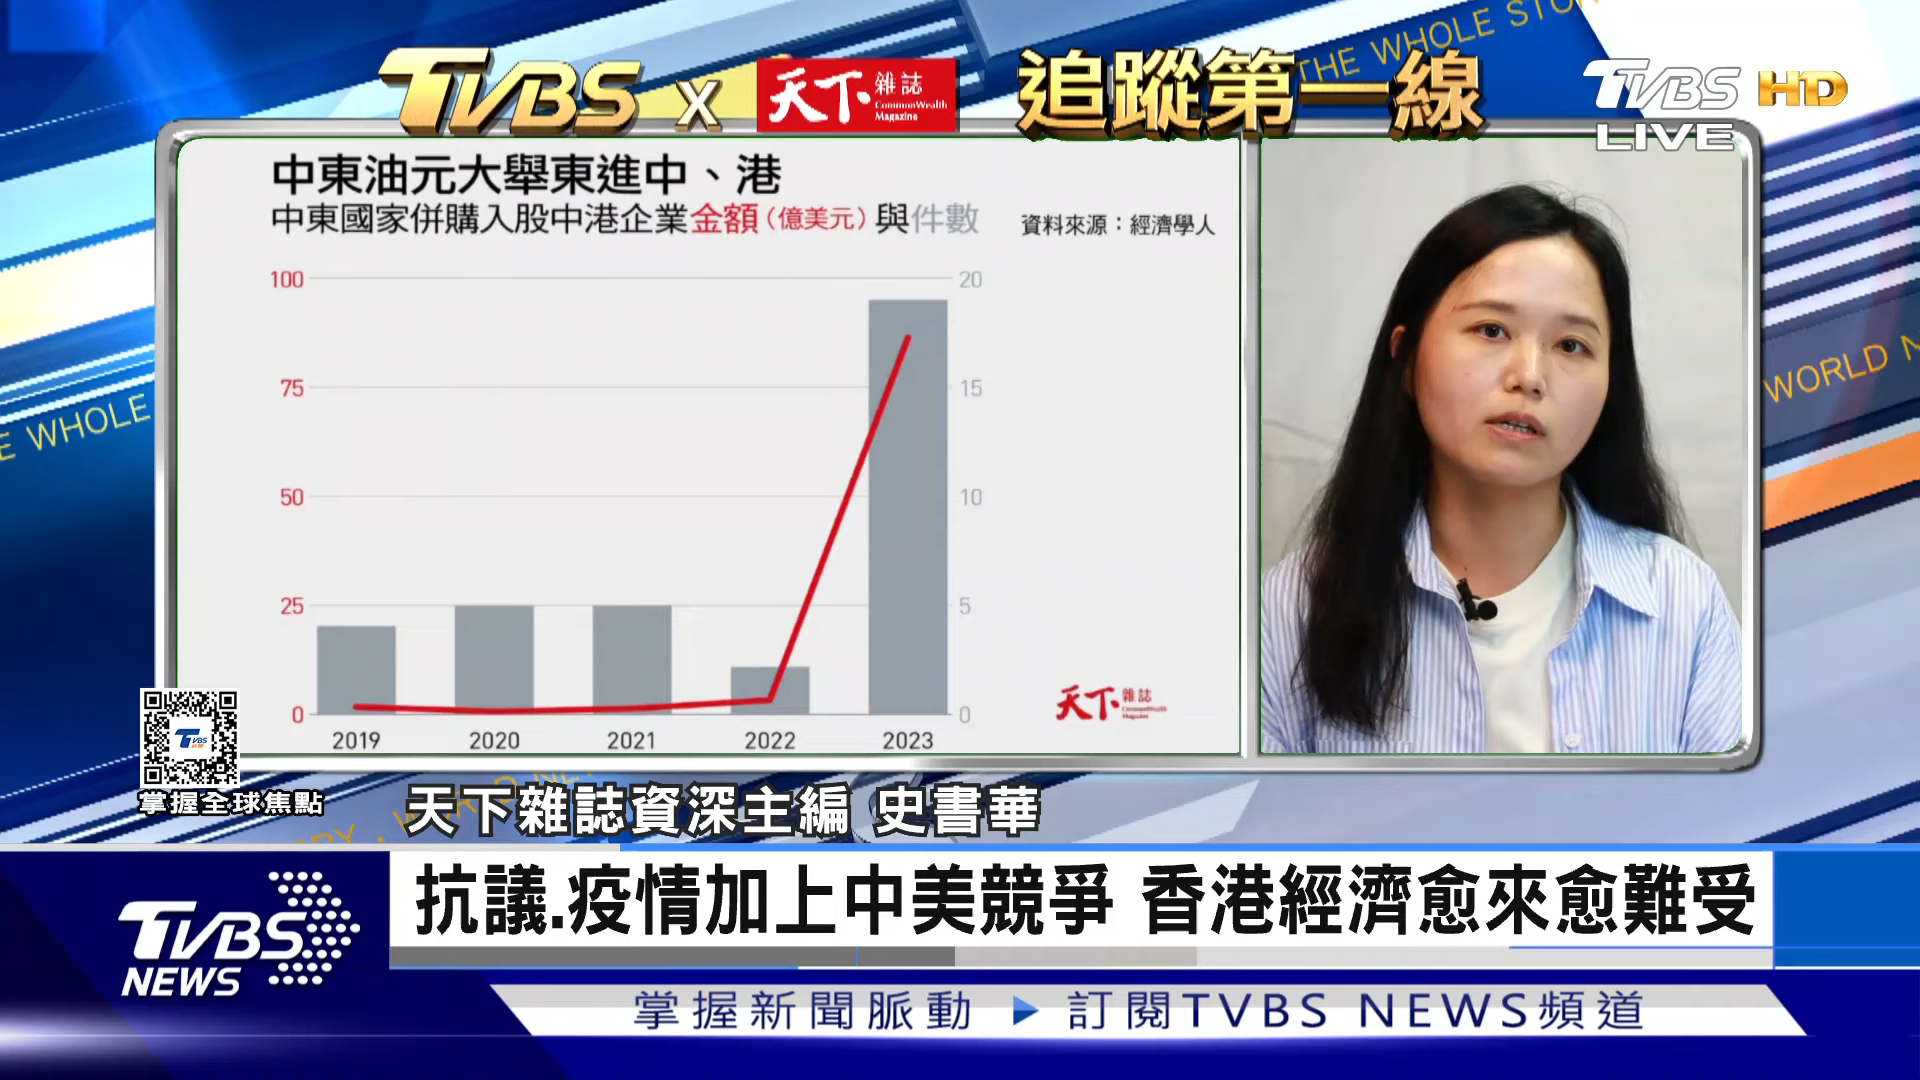 TVBS x 天下雜誌 CommonWealth Magazine 追蹤第一線
THE WHOLE STORY
TVBS HD
LIVE
中東油元大舉東進中、港
中東國家併購入股中港企業金額(億美元)與件數
資料來源：經濟學人
100 20
75 15
50 10
25 5
0 0
2019 2020 2021 2022 2023
天下雜誌 CommonWealth Magazine
E WHOLE
WORLD N
TVBS
掌握全球焦點
天下雜誌資深主編 史書華
抗議.疫情加上中美競爭 香港經濟愈來愈難受
TVBS NEWS
掌握新聞脈動 ▶ 訂閱TVBS NEWS頻道